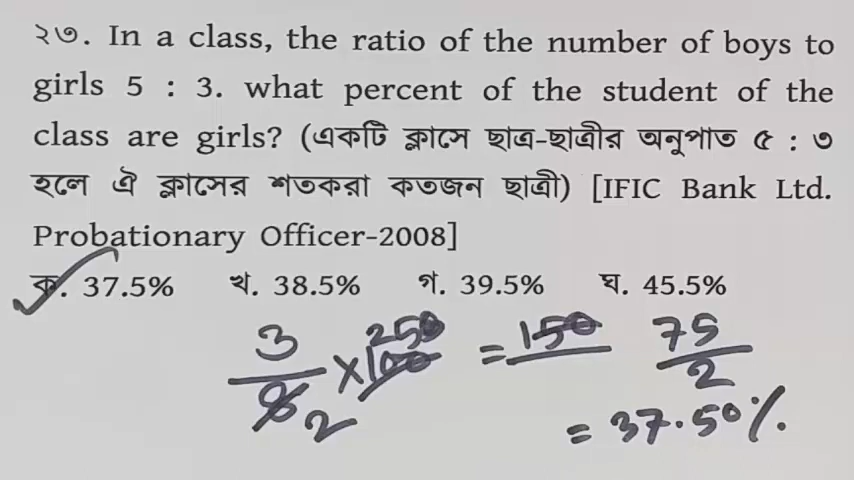 ২৩. In a class, the ratio of the number of boys to
girls 5 : 3. what percent of the student of the
class are girls? (একটি ক্লাসে ছাত্র-ছাত্রীর অনুপাত ৫ : ৩
হলে ঐ ক্লাসের শতকরা কতজন ছাত্রী) [IFIC Bank Ltd.
Probationary Officer-2008]
ক. 37.5% খ. 38.5% গ. 39.5% ঘ. 45.5%
3 250 = 150 75
8 × 100 2
2 = 37.50%